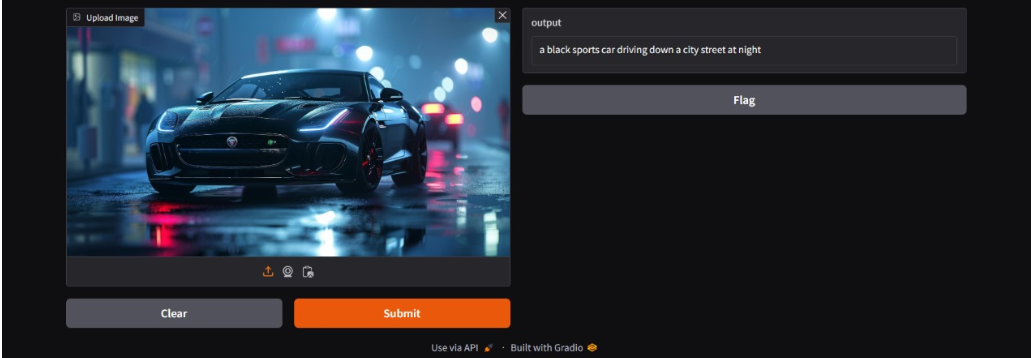 Upload Image
output
a black sports car driving down a city street at night
Flag
Clear
Submit
Use via API · Built with Gradio